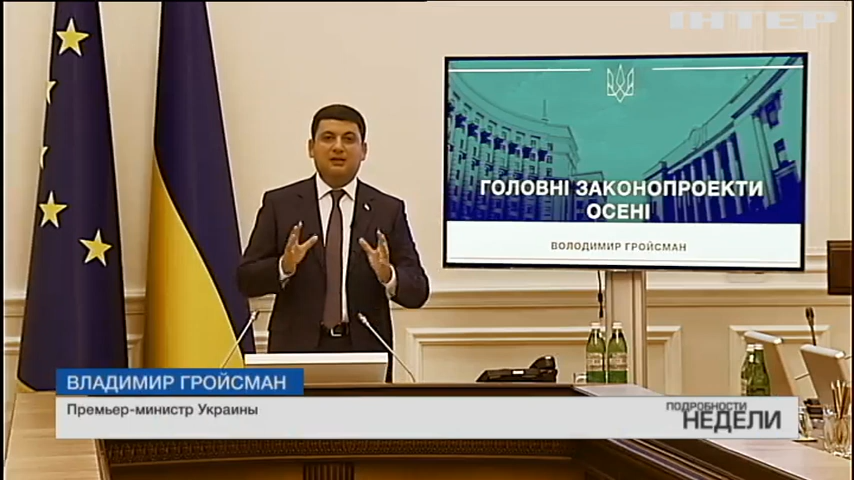 ІНТЕР
ГОЛОВНІ ЗАКОНОПРОЕКТИ
ОСЕНІ
ВОЛОДИМИР ГРОЙСМАН
ВЛАДИМИР ГРОЙСМАН
Премьер-министр Украины
ПОДРОБНОСТИ
НЕДЕЛИ